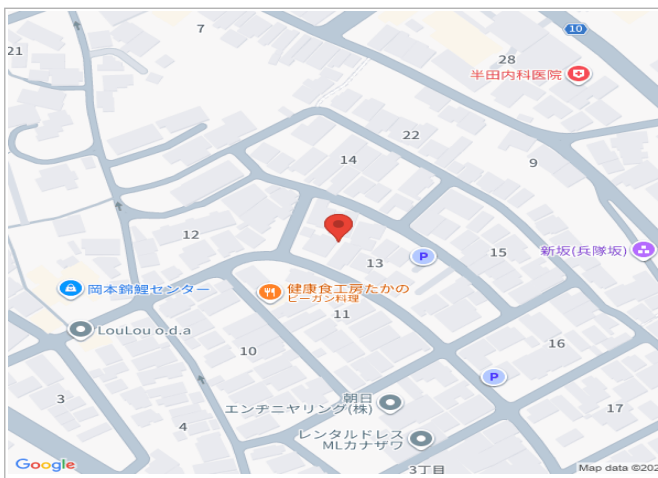 7
10
21
28
半田内科医院
22
14
9
12
新坂(兵隊坂)
15
13
P
岡本錦鯉センター
健康食工房たかの
ビーガン料理
11
LouLou o.d.a
10
16
P
3
朝日
エンヂニヤリング(株)
17
4
レンタルドレス
MLカナザワ
3丁目
Google
Map data ©202